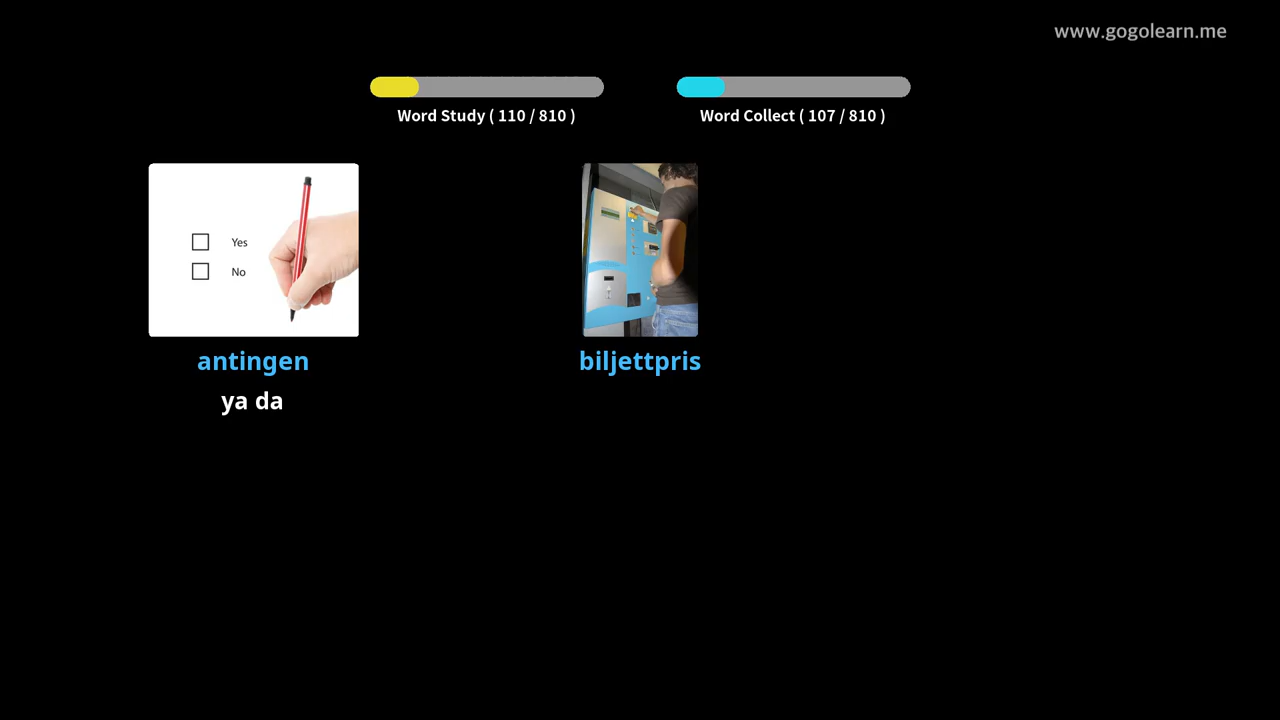 www.gogolearn.me
Word Study ( 110 / 810 )
Word Collect ( 107 / 810 )
Yes
No
antingen
biljettpris
ya da